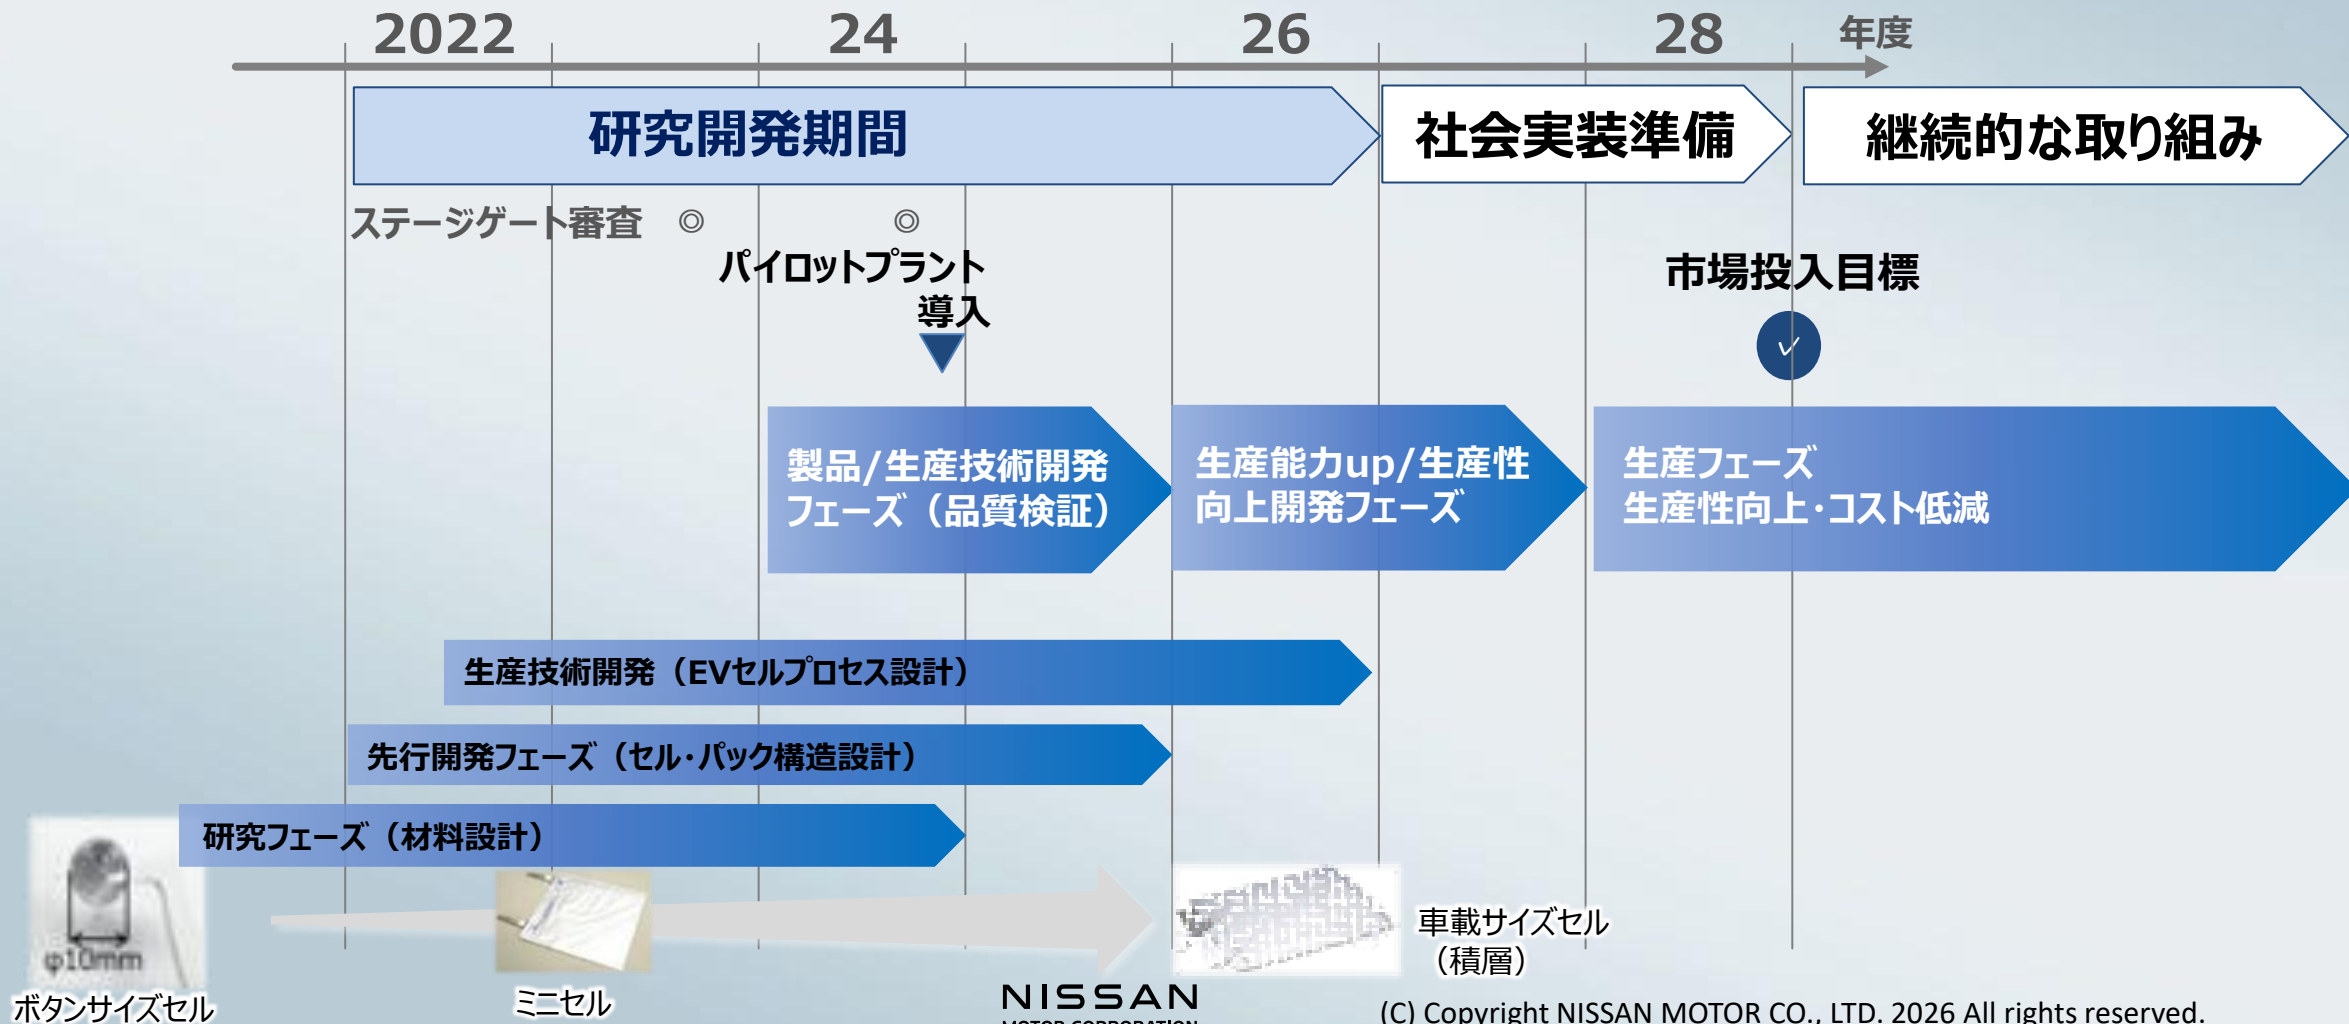 2022 24 26 28 年度
研究開発期間
社会実装準備
継続的な取り組み
ステージゲート審査 ◎ ◎
パイロットプラント
導入
市場投入目標
製品/生産技術開発
フェーズ（品質検証）
生産能力up/生産性
向上開発フェーズ
生産フェーズ
生産性向上・コスト低減
生産技術開発（EVセルプロセス設計）
先行開発フェーズ（セル・パック構造設計）
研究フェーズ（材料設計）
φ10mm
ボタンサイズセル
ミニセル
車載サイズセル
（積層）
NISSAN
MOTOR CORPORATION
(C) Copyright NISSAN MOTOR CO., LTD. 2026 All rights reserved.